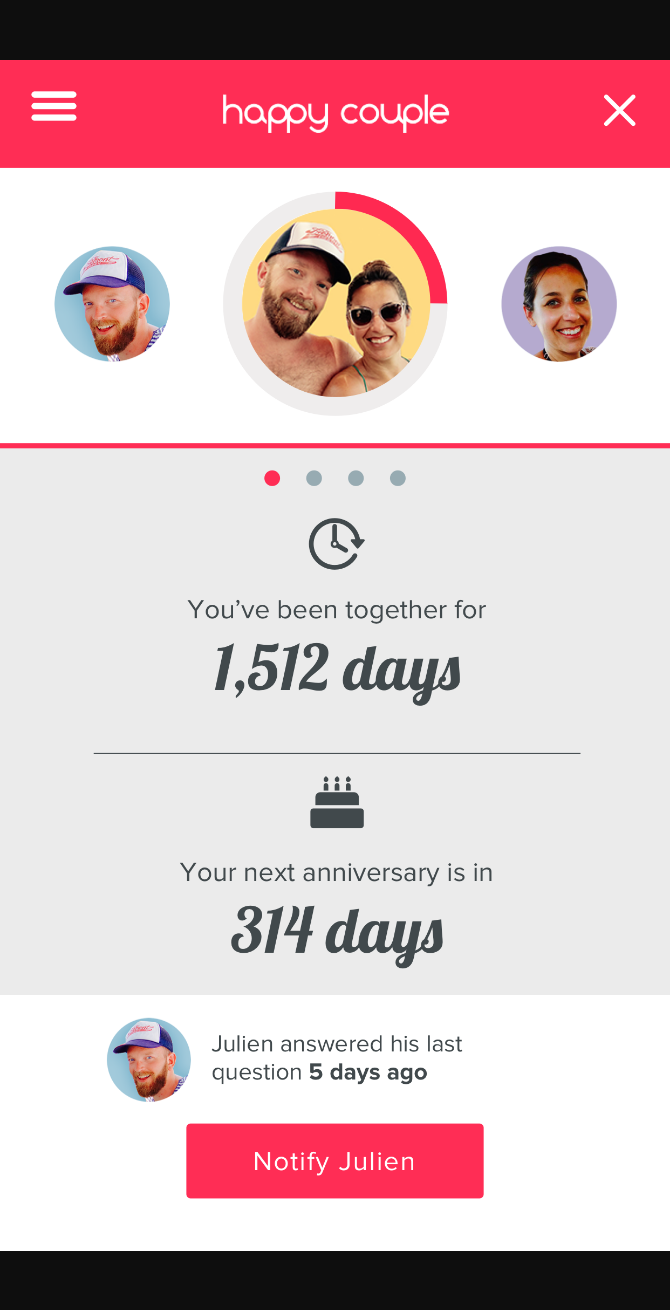 happy couple
You’ve been together for
1,512 days
Your next anniversary is in
314 days
Julien answered his last
question 5 days ago
Notify Julien